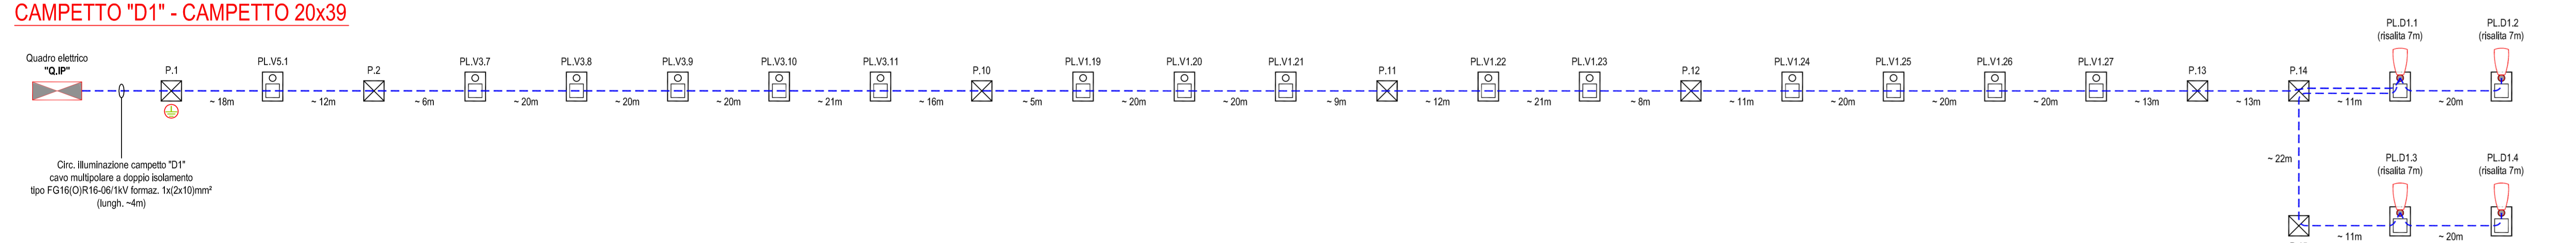 CAMPETTO "D1" - CAMPETTO 20x39
Quadro elettrico
"Q.IP"
P.1
~ 18m
PL.V5.1
~ 12m
P.2
~ 6m
PL.V3.7
~ 20m
PL.V3.8
~ 20m
PL.V3.9
~ 20m
PL.V3.10
~ 21m
PL.V3.11
~ 16m
P.10
~ 5m
PL.V1.19
~ 20m
PL.V1.20
~ 20m
PL.V1.21
~ 9m
P.11
~ 12m
PL.V1.22
~ 21m
PL.V1.23
~ 8m
P.12
~ 11m
PL.V1.24
~ 20m
PL.V1.25
~ 20m
PL.V1.26
~ 20m
PL.V1.27
~ 13m
P.13
~ 13m
P.14
~ 11m
PL.D1.1
(risalita 7m)
~ 20m
PL.D1.2
(risalita 7m)
Circ. illuminazione campetto "D1"
cavo multipolare a doppio isolamento
tipo FG16(O)R16-06/1kV formaz. 1x(2x10)mm²
(lungh. ~4m)
~ 22m
~ 11m
PL.D1.3
(risalita 7m)
~ 20m
PL.D1.4
(risalita 7m)